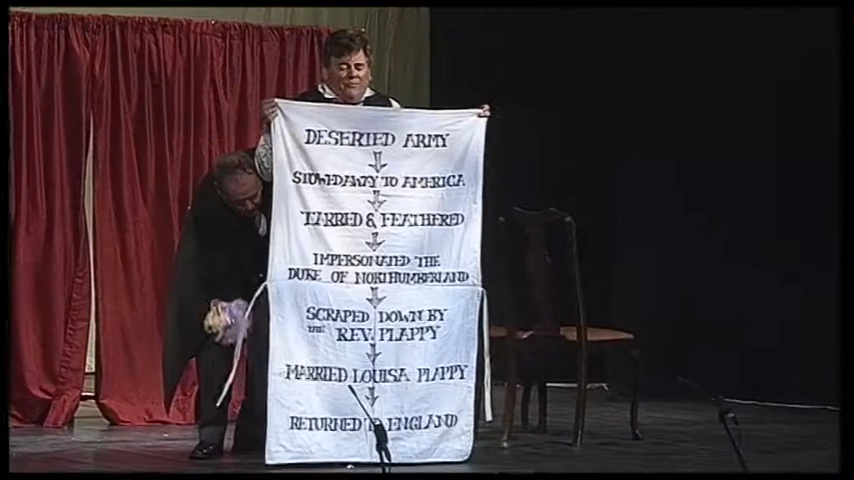 DESERTED ARMY
STOWEDAWAY TO AMERICA
TARRED & FEATHERED
IMPERSONATED THE
DUKE OF NORTHUMBERLAND
SCRAPED DOWN BY
THE REV. PLAPPY
MARRIED LOUISA PLAPPY
RETURNED TO ENGLAND